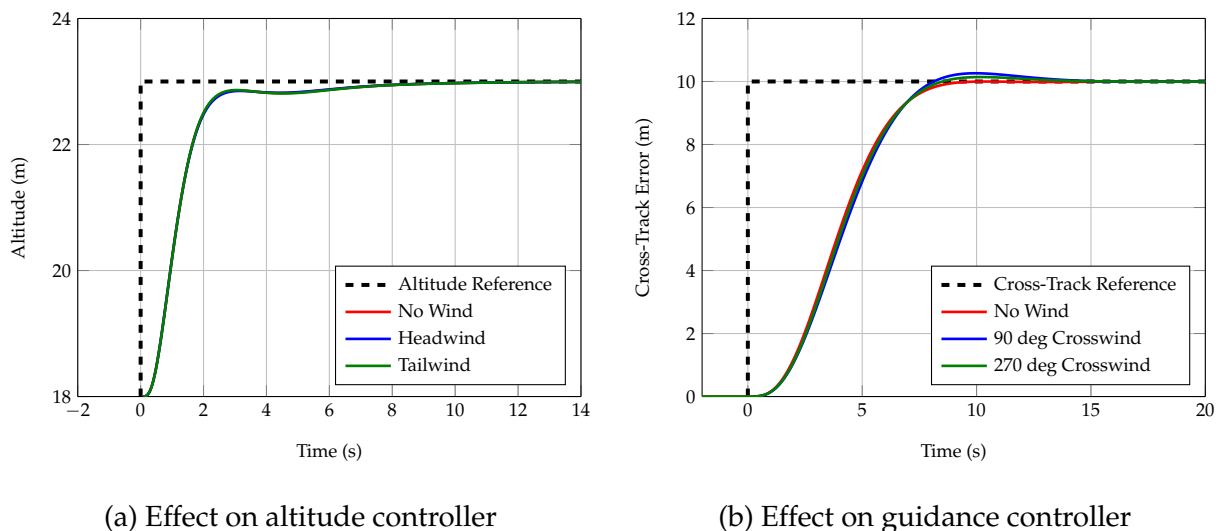 24
22
20
18
Altitude (m)
−2 0 2 4 6 8 10 12 14
Time (s)
Altitude Reference
No Wind
Headwind
Tailwind
(a) Effect on altitude controller
12
10
8
6
4
2
0
Cross-Track Error (m)
0 5 10 15 20
Time (s)
Cross-Track Reference
No Wind
90 deg Crosswind
270 deg Crosswind
(b) Effect on guidance controller